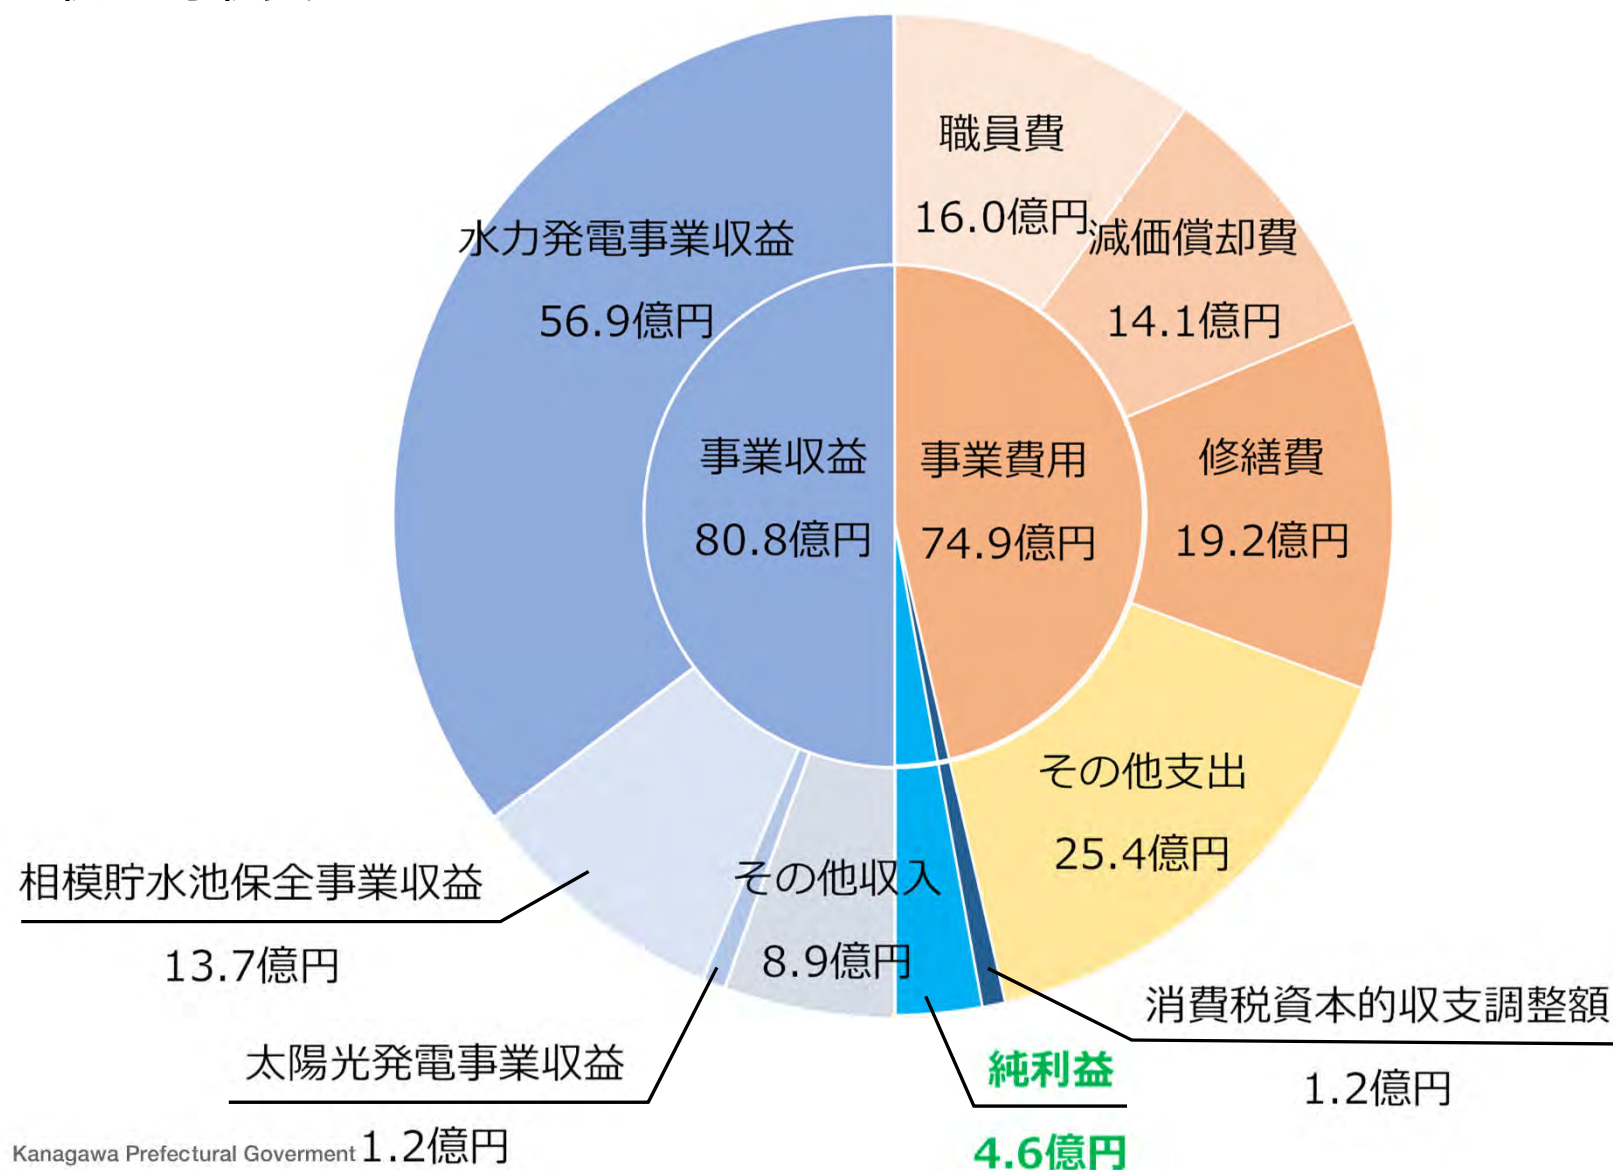 水力発電事業収益
56.9億円
職員費
16.0億円
減価償却費
14.1億円
事業収益
80.8億円
事業費用
74.9億円
修繕費
19.2億円
その他支出
25.4億円
相模貯水池保全事業収益
13.7億円
その他収入
8.9億円
太陽光発電事業収益
1.2億円
純利益
4.6億円
消費税資本的収支調整額
1.2億円
Kanagawa Prefectural Goverment